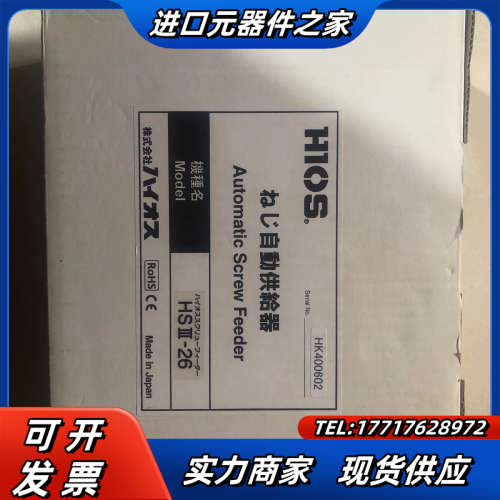 进口元器件之家
HIOS®
ねじ自動供給器
Automatic Screw Feeder
Serial No.
HK400602
機種名
Model
ハイオススクリューフィーダー
HSⅢ-26
株式会社ハイオス
RoHS CE
Made in Japan
TEL:17717628972
可开
发票
实力商家 现货供应